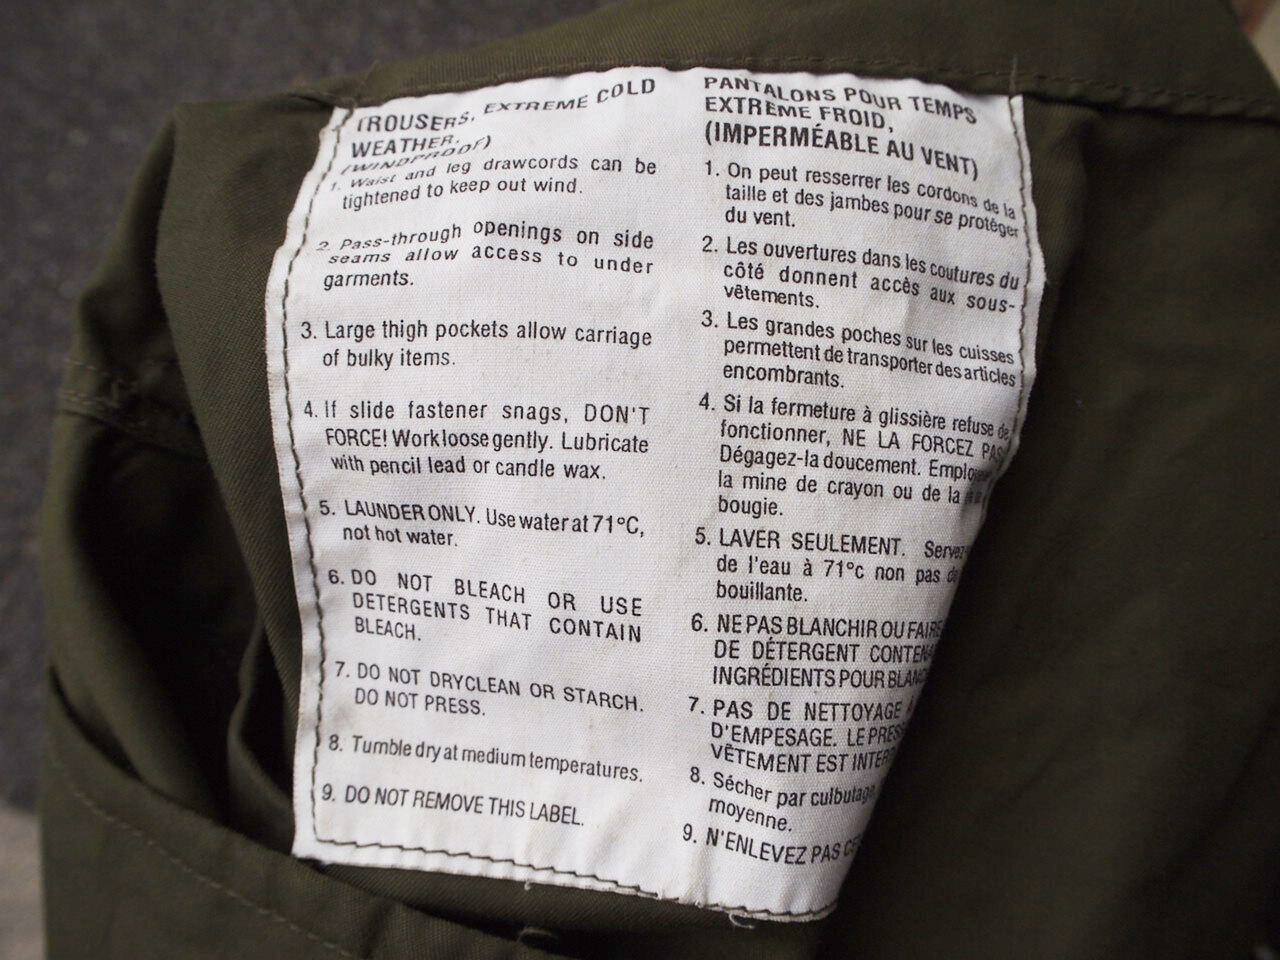 TROUSERS, EXTREME COLD
WEATHER.
(WINDPROOF)
1. Waist and leg drawcords can be
tightened to keep out wind.
2. Pass-through openings on side
seams allow access to under
garments.
3. Large thigh pockets allow carriage
of bulky items.
4. If slide fastener snags, DON'T
FORCE! Work loose gently. Lubricate
with pencil lead or candle wax.
5. LAUNDER ONLY. Use water at 71°C,
not hot water.
6. DO NOT BLEACH OR USE
DETERGENTS THAT CONTAIN
BLEACH.
7. DO NOT DRYCLEAN OR STARCH.
DO NOT PRESS.
8. Tumble dry at medium temperatures.
9. DO NOT REMOVE THIS LABEL.
PANTALONS POUR TEMPS
EXTRÊME FROID,
(IMPERMÉABLE AU VENT)
1. On peut resserrer les cordons de la
taille et des jambes pour se protéger
du vent.
2. Les ouvertures dans les coutures du
côté donnent accès aux sous-
vêtements.
3. Les grandes poches sur les cuisses
permettent de transporter des articles
encombrants.
4. Si la fermeture à glissière refuse de
fonctionner, NE LA FORCEZ PAS
Dégagez-la doucement.
la mine de crayon ou de la
bougie.
5. LAVER SEULEMENT.
de l'eau à 71°c non pas
bouillante.
6. NE PAS BLANCHIR OU FAIRE
DE DÉTERGENT
INGRÉDIENTS POUR
7. PAS DE NETTOYAGE
D'EMPESAGE. LE
VÊTEMENT EST
8. Sécher par culbutage,
moyenne.
9. N'ENLEVEZ PAS